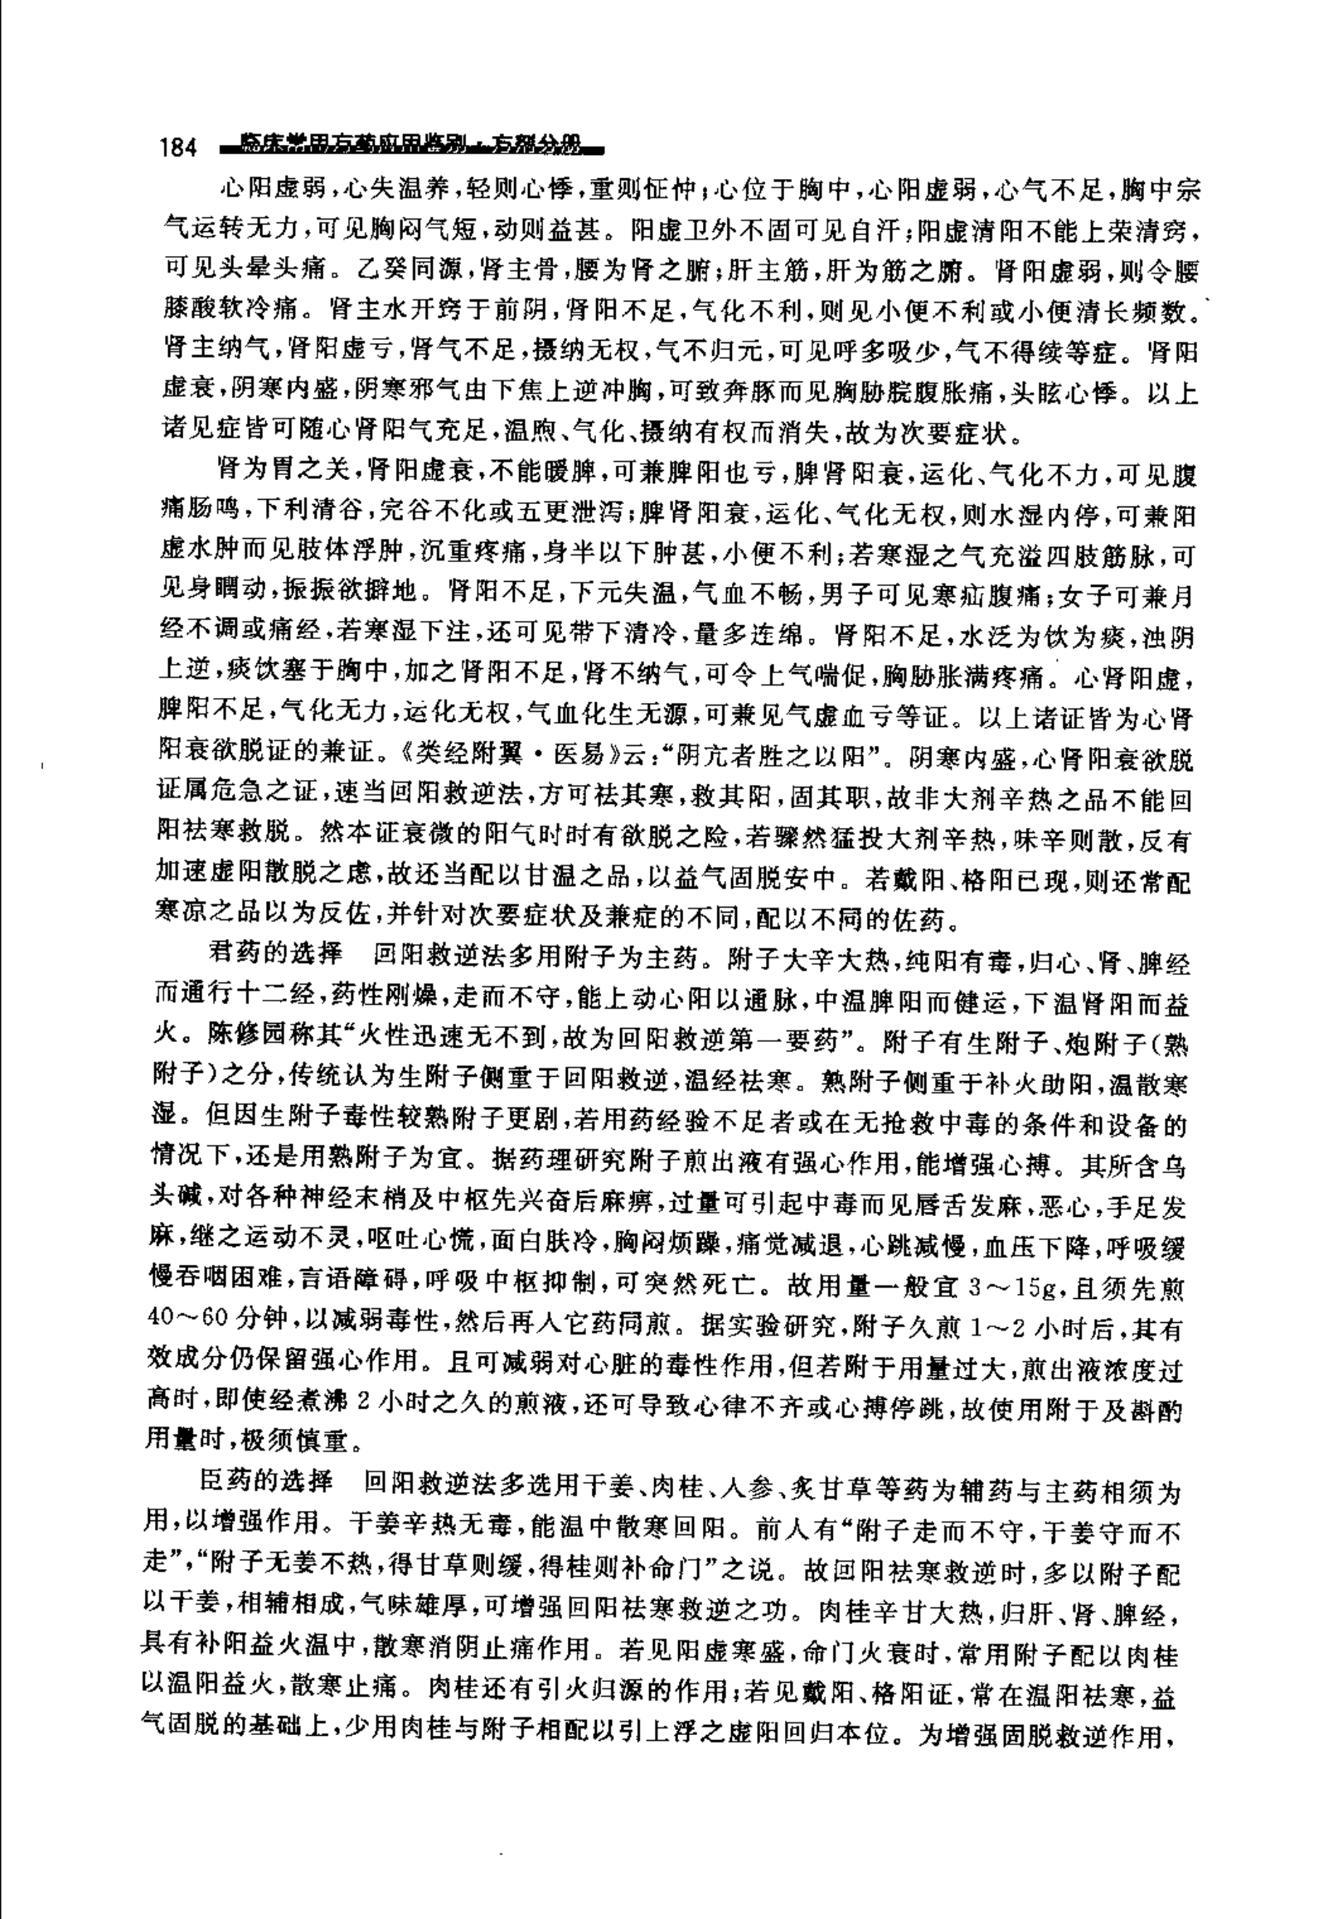 184 临床常用方药应用鉴别·方剂分册
心阳虚弱,心失温养,轻则心悸,重则怔忡;心位于胸中,心阳虚弱,心气不足,胸中宗
气运转无力,可见胸闷气短,动则益甚。阳虚卫外不固可见自汗;阳虚清阳不能上荣清窍,
可见头晕头痛。乙癸同源,肾主骨,腰为肾之腑;肝主筋,肝为筋之腑。肾阳虚弱,则令腰
膝酸软冷痛。肾主水开窍于前阴,肾阳不足,气化不利,则见小便不利或小便清长频数。
肾主纳气,肾阳虚亏,肾气不足,摄纳无权,气不归元,可见呼多吸少,气不得续等症。肾阳
虚衰,阴寒内盛,阴寒邪气由下焦上逆冲胸,可致奔豚而见胸胁脘腹胀痛,头眩心悸。以上
诸见症皆可随心肾阳气充足,温煦、气化、摄纳有权而消失,故为次要症状。
肾为胃之关,肾阳虚衰,不能暖脾,可兼脾阳也亏,脾肾阳衰,运化、气化不力,可见腹
痛肠鸣,下利清谷,完谷不化或五更泄泻;脾肾阳衰,运化、气化无权,则水湿内停,可兼阳
虚水肿而见肢体浮肿,沉重疼痛,身半以下肿甚,小便不利;若寒湿之气充溢四肢筋脉,可
见身瞤动,振振欲擗地。肾阳不足,下元失温,气血不畅,男子可见寒疝腹痛;女子可兼月
经不调或痛经,若寒湿下注,还可见带下清冷,量多连绵。肾阳不足,水泛为饮为痰,浊阴
上逆,痰饮塞于胸中,加之肾阳不足,肾不纳气,可令上气喘促,胸胁胀满疼痛。心肾阳虚,
脾阳不足,气化无力,运化无权,气血化生无源,可兼见气虚血亏等证。以上诸证皆为心肾
阳衰欲脱证的兼证。《类经附翼·医易》云:“阴亢者胜之以阳”。阴寒内盛,心肾阳衰欲脱
证属危急之证,速当回阳救逆法,方可祛其寒,救其阳,固其职,故非大剂辛热之品不能回
阳祛寒救脱。然本证衰微的阳气时时有欲脱之险,若骤然猛投大剂辛热,味辛则散,反有
加速虚阳散脱之虑,故还当配以甘温之品,以益气固脱安中。若戴阳、格阳已现,则还常配
寒凉之品以为反佐,并针对次要症状及兼症的不同,配以不同的佐药。
君药的选择 回阳救逆法多用附子为主药。附子大辛大热,纯阳有毒,归心、肾、脾经
而通行十二经,药性刚燥,走而不守,能上动心阳以通脉,中温脾阳而健运,下温肾阳而益
火。陈修园称其“火性迅速无不到,故为回阳救逆第一要药”。附子有生附子、炮附子(熟
附子)之分,传统认为生附子侧重于回阳救逆,温经祛寒。熟附子侧重于补火助阳,温散寒
湿。但因生附子毒性较熟附子更剧,若用药经验不足者或在无抢救中毒的条件和设备的
情况下,还是用熟附子为宜。据药理研究附子煎出液有强心作用,能增强心搏。其所含乌
头碱,对各种神经末梢及中枢先兴奋后麻痹,过量可引起中毒而见唇舌发麻,恶心,手足发
麻,继之运动不灵,呕吐心慌,面白肤冷,胸闷烦躁,痛觉减退,心跳减慢,血压下降,呼吸缓
慢吞咽困难,言语障碍,呼吸中枢抑制,可突然死亡。故用量一般宜 3～15g,且须先煎
40～60 分钟,以减弱毒性,然后再人它药同煎。据实验研究,附子久煎 1～2 小时后,其有
效成分仍保留强心作用。且可减弱对心脏的毒性作用,但若附于用量过大,煎出液浓度过
高时,即使经煮沸 2 小时之久的煎液,还可导致心律不齐或心搏停跳,故使用附于及斟酌
用量时,极须慎重。
臣药的选择 回阳救逆法多选用干姜、肉桂、人参、炙甘草等药为辅药与主药相须为
用,以增强作用。干姜辛热无毒,能温中散寒回阳。前人有“附子走而不守,干姜守而不
走”,“附子无姜不热,得甘草则缓,得桂则补命门”之说。故回阳祛寒救逆时,多以附子配
以干姜,相辅相成,气味雄厚,可增强回阳祛寒救逆之功。肉桂辛甘大热,归肝、肾、脾经,
具有补阳益火温中,散寒消阴止痛作用。若见阳虚寒盛,命门火衰时,常用附子配以肉桂
以温阳益火,散寒止痛。肉桂还有引火归源的作用;若见戴阳、格阳证,常在温阳祛寒,益
气固脱的基础上,少用肉桂与附子相配以引上浮之虚阳回归本位。为增强固脱救逆作用,